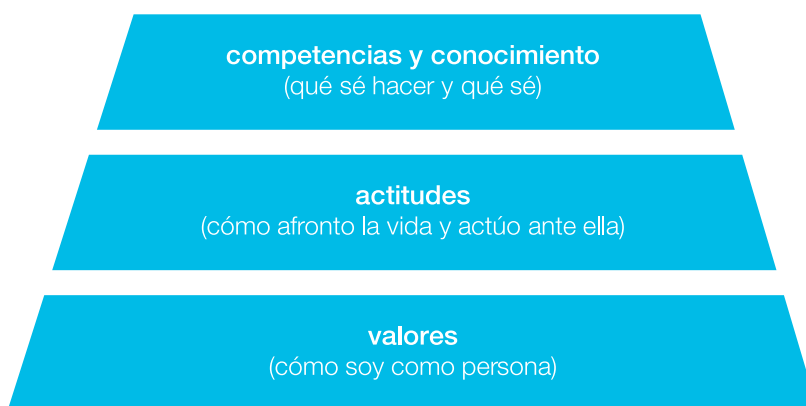 competencias y conocimiento
(qué sé hacer y qué sé)
actitudes
(cómo afronto la vida y actúo ante ella)
valores
(cómo soy como persona)